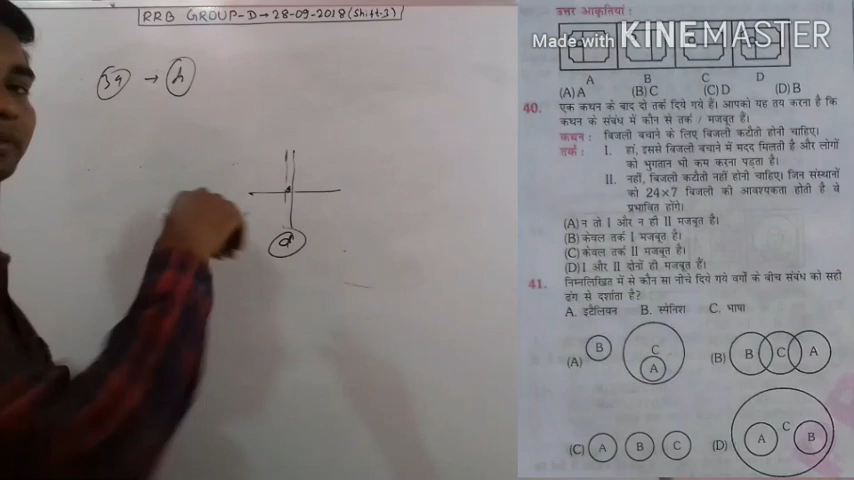 RRB GROUP-D→28-09-2018(Shift-3)
39 → h
a
उत्तर आकृतियां :
Made with KINEMASTER
A B C D
(A) A (B) C (C) D (D) B
40. एक कथन के बाद दो तर्क दिये गये हैं। आपको यह तय करना है कि
कथन के संबंध में कौन से तर्क / मजबूत हैं।
कथन : बिजली बचाने के लिए बिजली कटौती होनी चाहिए।
तर्क : I. हां, इससे बिजली बचाने में मदद मिलती है और लोगों
को भुगतान भी कम करना पड़ता है।
II. नहीं, बिजली कटौती नहीं होनी चाहिए। जिन संस्थानों
को 24×7 बिजली की आवश्यकता होती है वे
प्रभावित होंगे।
(A) न तो I और न ही II मजबूत है।
(B) केवल तर्क I मजबूत है।
(C) केवल तर्क II मजबूत है।
(D) I और II दोनों ही मजबूत हैं।
41. निम्नलिखित में से कौन सा नीचे दिये गये वर्गों के बीच संबंध को सही
ढंग से दर्शाता है?
A. इटैलियन B. स्पेनिश C. भाषा
(A) B C A (B) B C A
(C) A B C (D) A C B